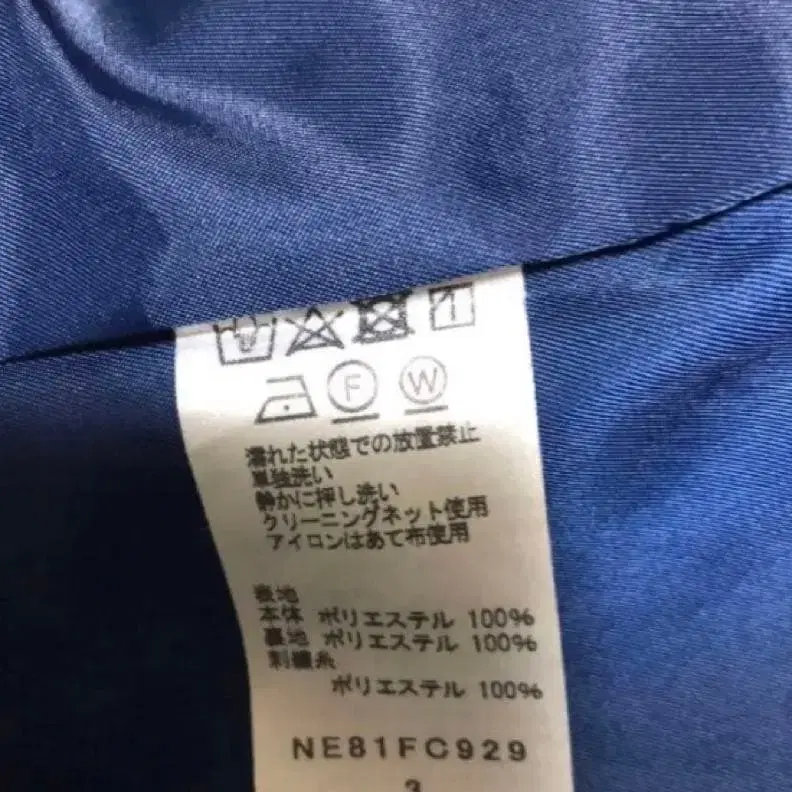 F W
濡れた状態での放置禁止
単独洗い
静かに押し洗い
クリーニングネット使用
アイロンはあて布使用
表地
本体 ポリエステル 100%
裏地 ポリエステル 100%
刺繍糸
ポリエステル 100%
NE81FC929
3